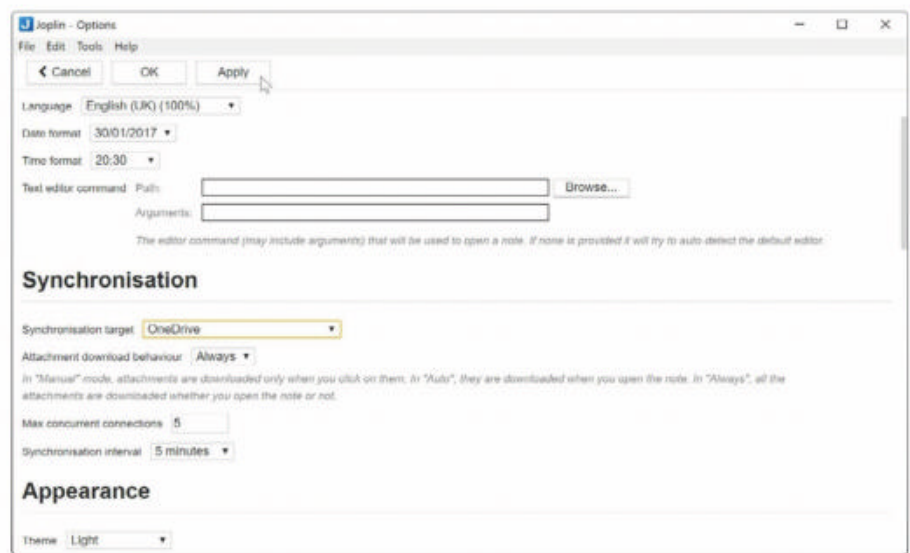 Joplin - Options
File Edit Tools Help
Cancel OK Apply
Language English (UK) (100%)
Date format 30/01/2017
Time format 20:30
Text editor command Path: Browse...
Arguments:
The editor command (may include arguments) that will be used to open a note. If none is provided it will try to auto-detect the default editor.
Synchronisation
Synchronisation target OneDrive
Attachment download behaviour Always
In "Manual" mode, attachments are downloaded only when you click on them. In "Auto", they are downloaded when you open the note. In "Always", all the
attachments are downloaded whether you open the note or not.
Max concurrent connections 5
Synchronisation interval 5 minutes
Appearance
Theme Light